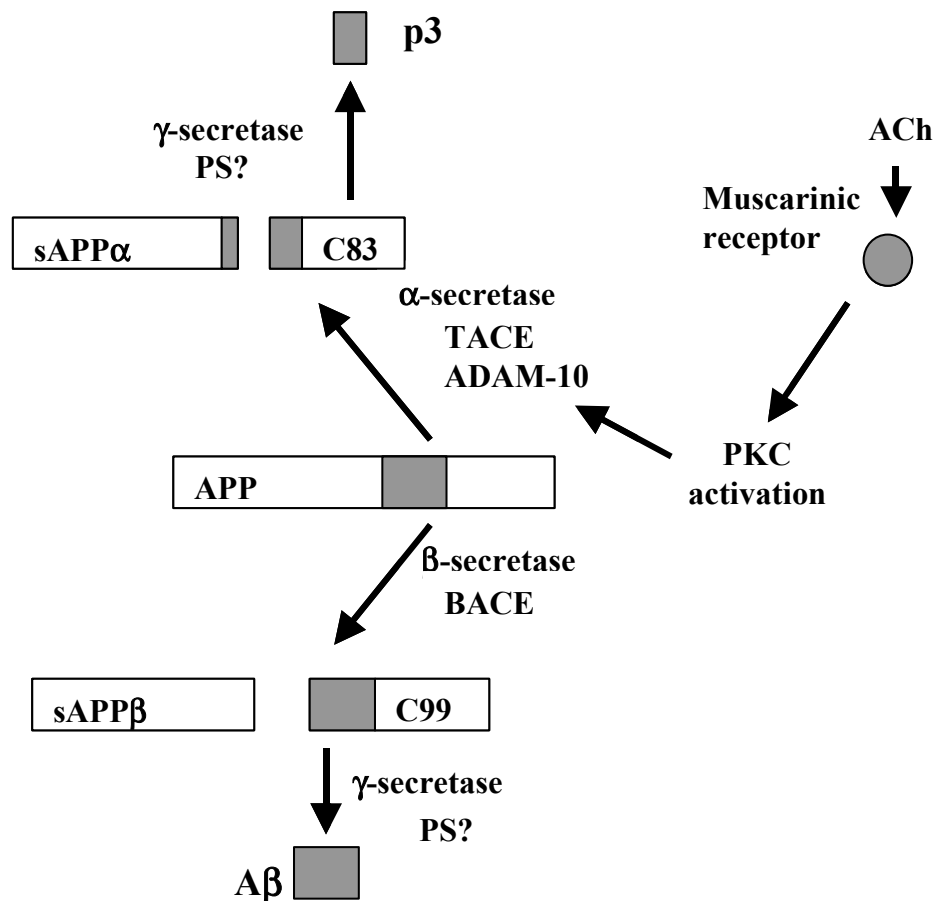 p3
γ-secretase
PS?
ACh
Muscarinic
receptor
sAPPα
C83
α-secretase
TACE
ADAM-10
PKC
activation
APP
β-secretase
BACE
sAPPβ
C99
γ-secretase
PS?
Aβ